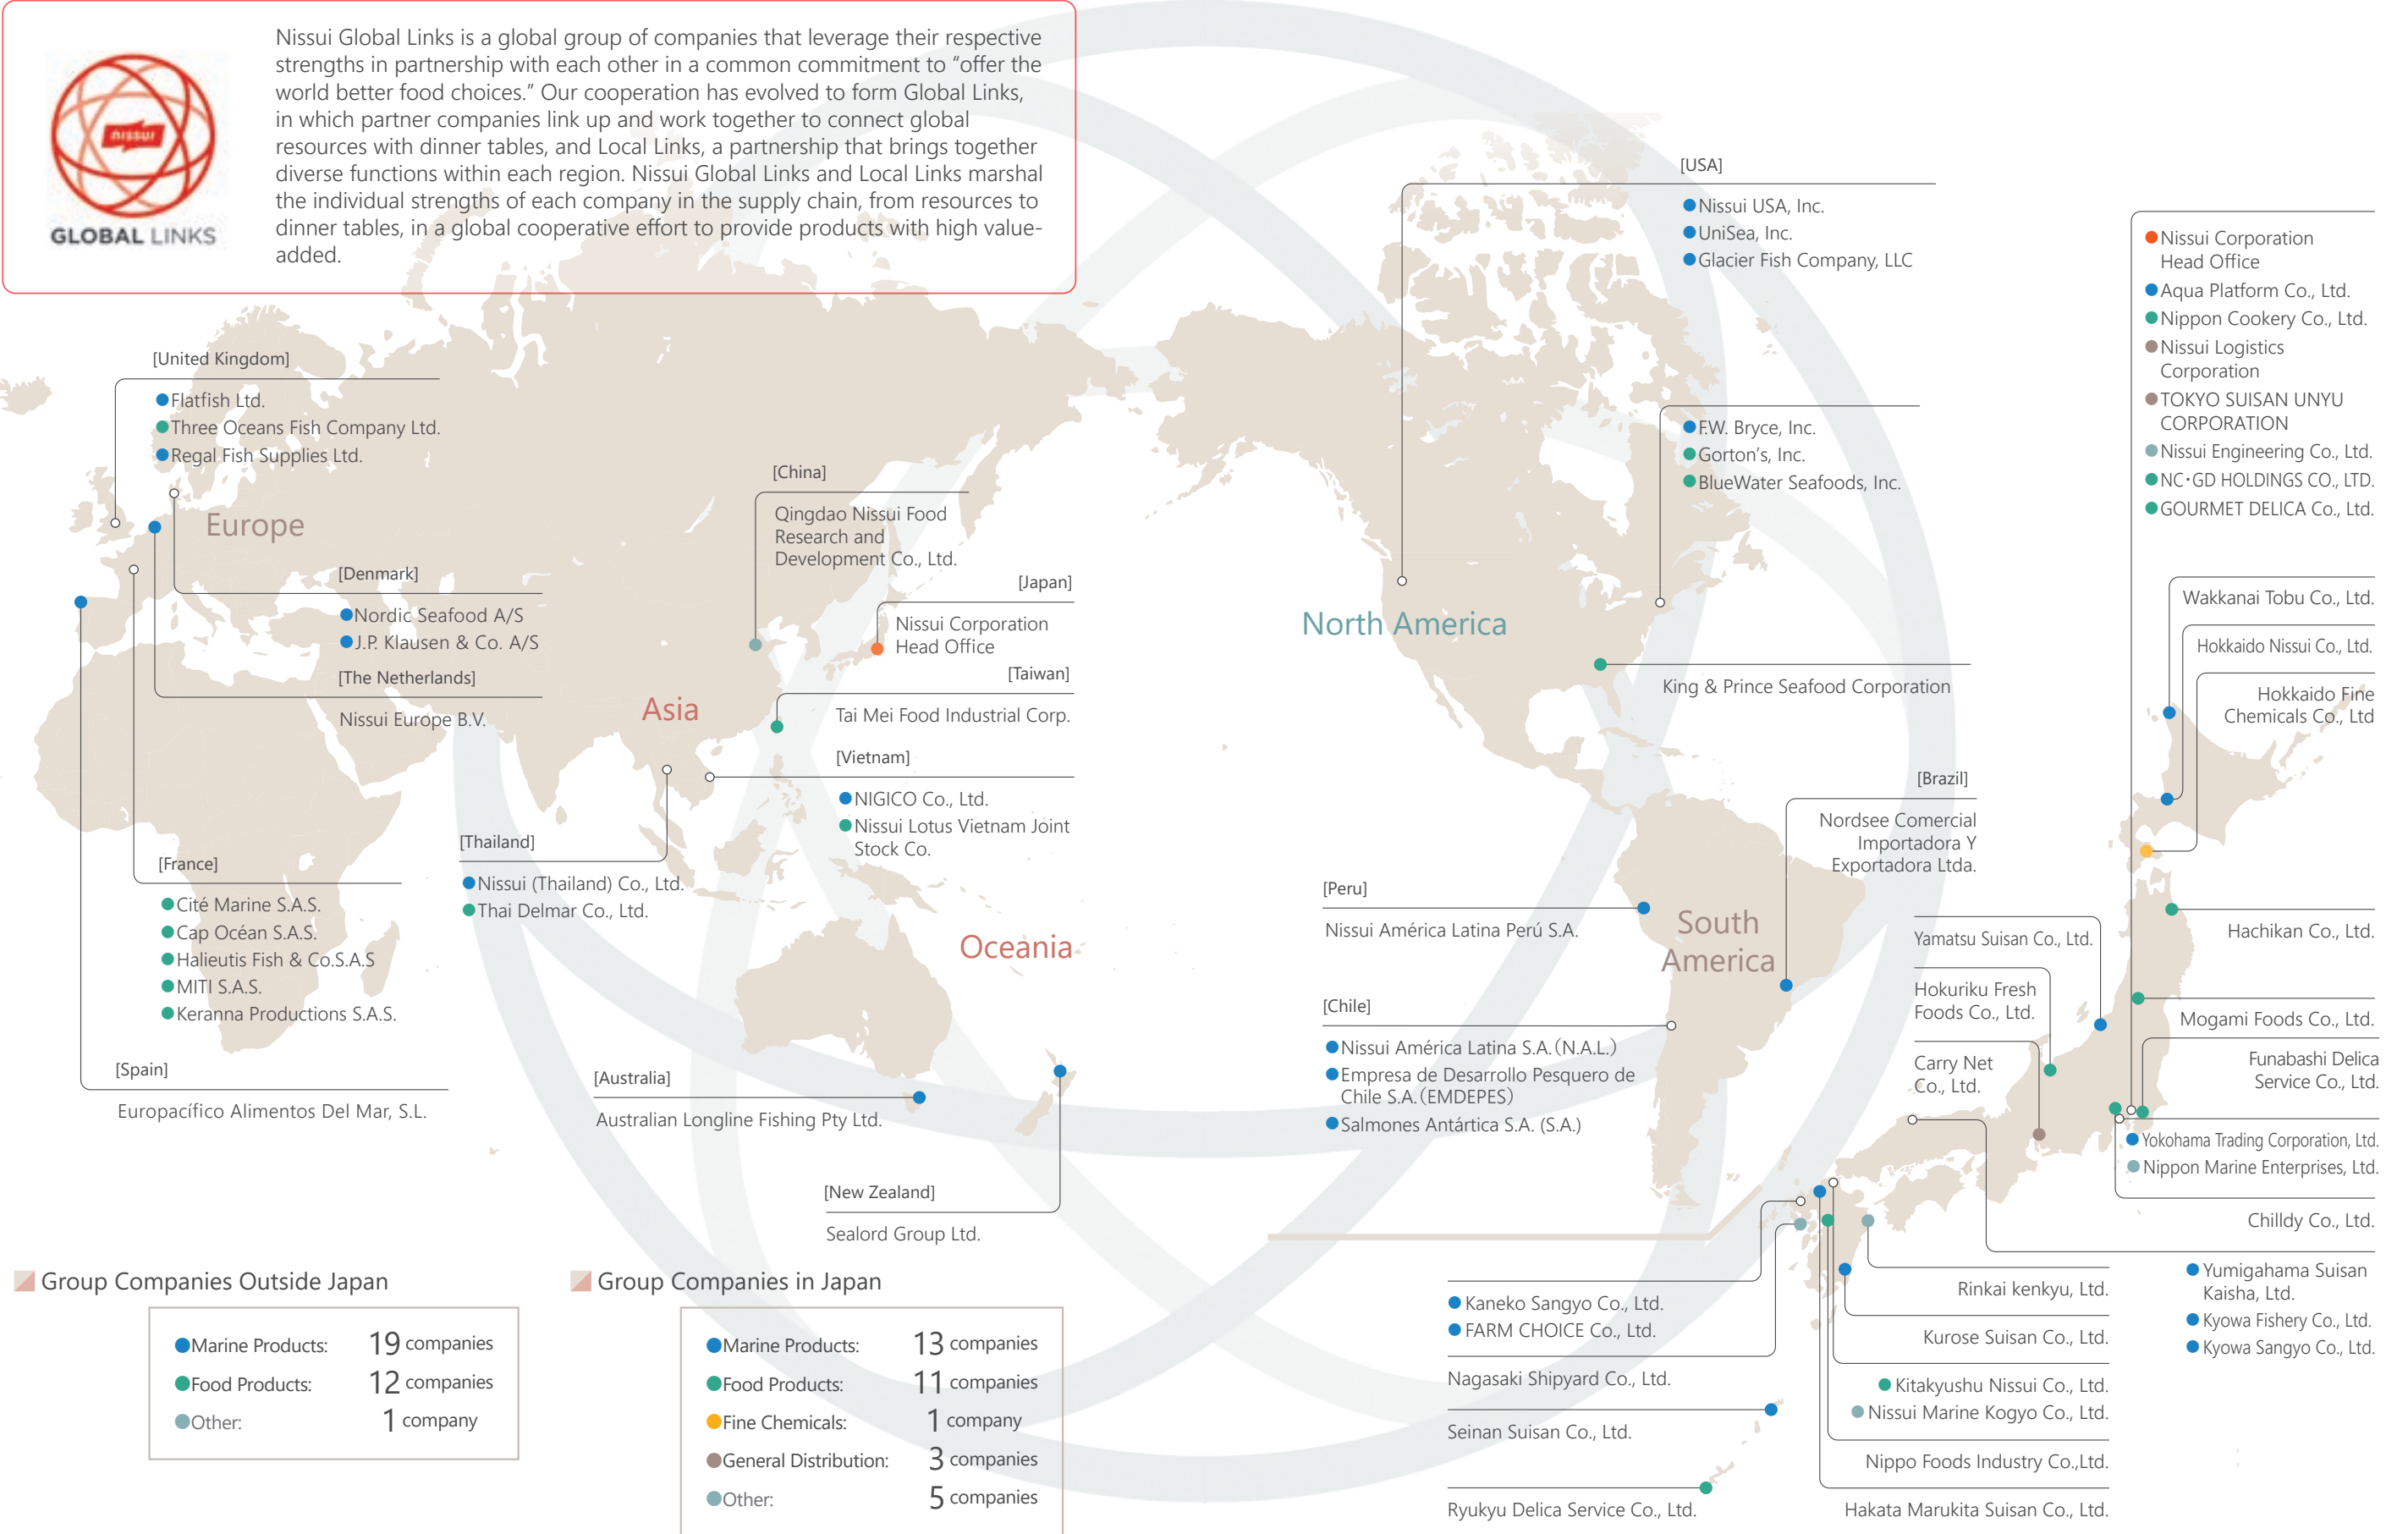 Nissui Global Links is a global group of companies that leverage their respective
strengths in partnership with each other in a common commitment to “offer the
world better food choices.” Our cooperation has evolved to form Global Links,
in which partner companies link up and work together to connect global
resources with dinner tables, and Local Links, a partnership that brings together
diverse functions within each region. Nissui Global Links and Local Links marshal
the individual strengths of each company in the supply chain, from resources to
dinner tables, in a global cooperative effort to provide products with high value-
added.
nissui
GLOBAL LINKS
[United Kingdom]
Flatfish Ltd.
Three Oceans Fish Company Ltd.
Regal Fish Supplies Ltd.
Europe
[Denmark]
Nordic Seafood A/S
J.P. Klausen & Co. A/S
[The Netherlands]
Nissui Europe B.V.
[France]
Cité Marine S.A.S.
Cap Océan S.A.S.
Halieutis Fish & Co.S.A.S
MITI S.A.S.
Keranna Productions S.A.S.
[Spain]
Europacífico Alimentos Del Mar, S.L.
[China]
Qingdao Nissui Food
Research and
Development Co., Ltd.
[Japan]
Nissui Corporation
Head Office
[Taiwan]
Tai Mei Food Industrial Corp.
Asia
[Vietnam]
NIGICO Co., Ltd.
Nissui Lotus Vietnam Joint
Stock Co.
[Thailand]
Nissui (Thailand) Co., Ltd.
Thai Delmar Co., Ltd.
Oceania
[Australia]
Australian Longline Fishing Pty Ltd.
[New Zealand]
Sealord Group Ltd.
[USA]
Nissui USA, Inc.
UniSea, Inc.
Glacier Fish Company, LLC
F.W. Bryce, Inc.
Gorton’s, Inc.
BlueWater Seafoods, Inc.
North America
King & Prince Seafood Corporation
[Brazil]
Nordsee Comercial
Importadora Y
Exportadora Ltda.
[Peru]
Nissui América Latina Perú S.A.
South
America
[Chile]
Nissui América Latina S.A.(N.A.L.)
Empresa de Desarrollo Pesquero de
Chile S.A.(EMDEPES)
Salmones Antártica S.A. (S.A.)
Nissui Corporation
Head Office
Aqua Platform Co., Ltd.
Nippon Cookery Co., Ltd.
Nissui Logistics
Corporation
TOKYO SUISAN UNYU
CORPORATION
Nissui Engineering Co., Ltd.
NC・GD HOLDINGS CO., LTD.
GOURMET DELICA Co., Ltd.
Wakkanai Tobu Co., Ltd.
Hokkaido Nissui Co., Ltd.
Hokkaido Fine
Chemicals Co., Ltd
Hachikan Co., Ltd.
Yamatsu Suisan Co., Ltd.
Hokuriku Fresh
Foods Co., Ltd.
Mogami Foods Co., Ltd.
Carry Net
Co., Ltd.
Funabashi Delica
Service Co., Ltd.
Yokohama Trading Corporation, Ltd.
Nippon Marine Enterprises, Ltd.
Chilldy Co., Ltd.
Yumigahama Suisan
Kaisha, Ltd.
Kyowa Fishery Co., Ltd.
Kyowa Sangyo Co., Ltd.
Rinkai kenkyu, Ltd.
Kurose Suisan Co., Ltd.
Kitakyushu Nissui Co., Ltd.
Nissui Marine Kogyo Co., Ltd.
Nippo Foods Industry Co.,Ltd.
Hakata Marukita Suisan Co., Ltd.
Kaneko Sangyo Co., Ltd.
FARM CHOICE Co., Ltd.
Nagasaki Shipyard Co., Ltd.
Seinan Suisan Co., Ltd.
Ryukyu Delica Service Co., Ltd.
Group Companies Outside Japan
Marine Products: 19 companies
Food Products: 12 companies
Other: 1 company
Group Companies in Japan
Marine Products: 13 companies
Food Products: 11 companies
Fine Chemicals: 1 company
General Distribution: 3 companies
Other: 5 companies